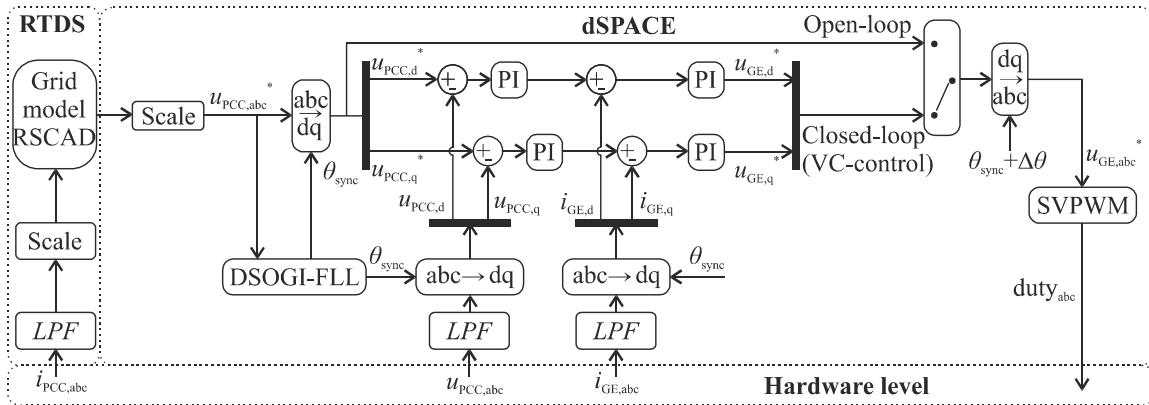 RTDS
dSPACE
Open-loop
Grid
model
RSCAD
Scale
u_PCC,abc*
abc
→
dq
θ_sync
u_PCC,d*
+
-
PI
+
-
PI
u_GE,d*
u_PCC,q*
+
-
PI
+
-
PI
u_GE,q*
Closed-loop
(VC-control)
dq
→
abc
θ_sync+Δθ
u_GE,abc*
SVPWM
duty_abc
u_PCC,d
u_PCC,q
i_GE,d
i_GE,q
Scale
DSOGI-FLL
θ_sync
abc→dq
abc→dq
θ_sync
LPF
LPF
LPF
i_PCC,abc
u_PCC,abc
i_GE,abc
Hardware level